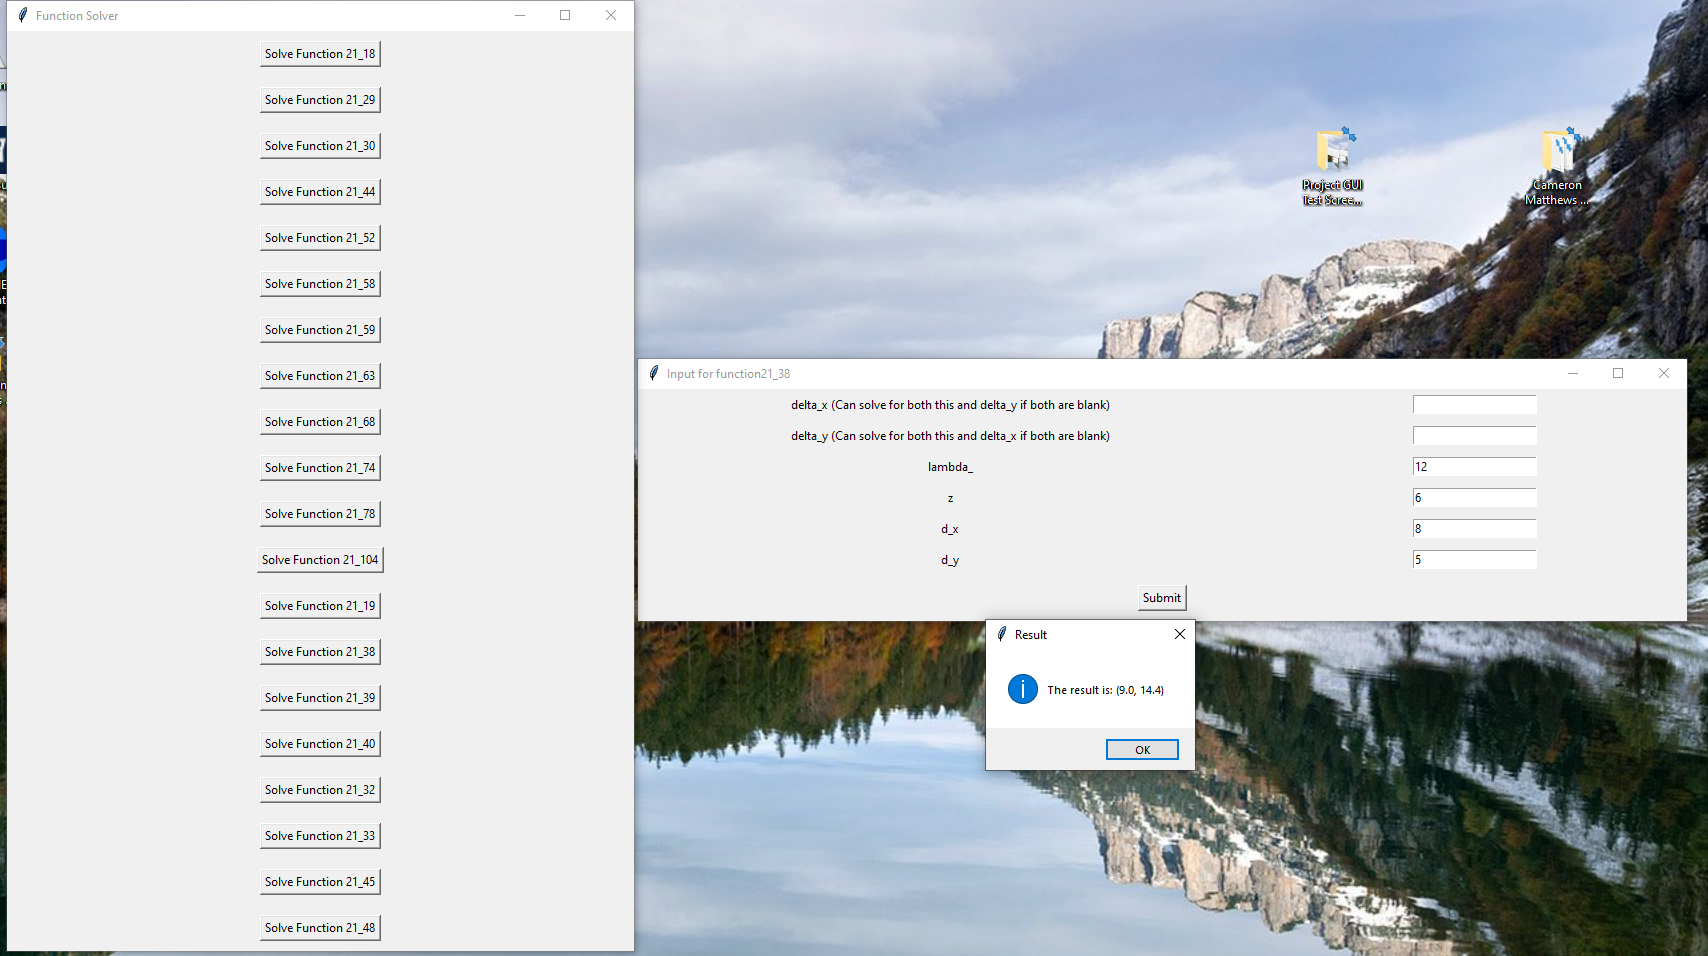 Function Solver
Solve Function 21_18
Solve Function 21_29
Solve Function 21_30
Solve Function 21_44
Solve Function 21_52
Solve Function 21_58
Solve Function 21_59
Solve Function 21_63
Solve Function 21_68
Solve Function 21_74
Solve Function 21_78
Solve Function 21_104
Solve Function 21_19
Solve Function 21_38
Solve Function 21_39
Solve Function 21_40
Solve Function 21_32
Solve Function 21_33
Solve Function 21_45
Solve Function 21_48
Project GUI
Test Scree...
Cameron
Matthews ...
Input for function21_38
delta_x (Can solve for both this and delta_y if both are blank)
delta_y (Can solve for both this and delta_x if both are blank)
lambda_ 12
z 6
d_x 8
d_y 5
Submit
Result
The result is: (9.0, 14.4)
OK